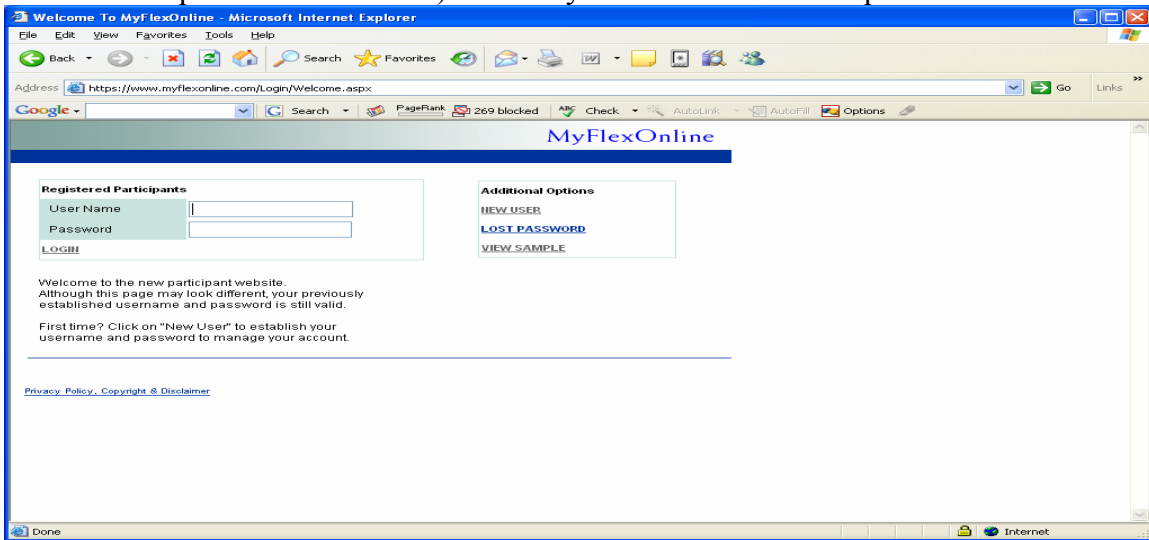 Welcome To MyFlexOnline - Microsoft Internet Explorer
File Edit View Favorites Tools Help
Back Search Favorites
Address https://www.myflexonline.com/Login/Welcome.aspx Go Links
Google Search PageRank 269 blocked Check AutoLink AutoFill Options
MyFlexOnline
Registered Participants
User Name
Password
LOGIN
Additional Options
NEW USER
LOST PASSWORD
VIEW SAMPLE
Welcome to the new participant website.
Although this page may look different, your previously
established username and password is still valid.
First time? Click on "New User" to establish your
username and password to manage your account.
Privacy Policy, Copyright & Disclaimer
Done Internet